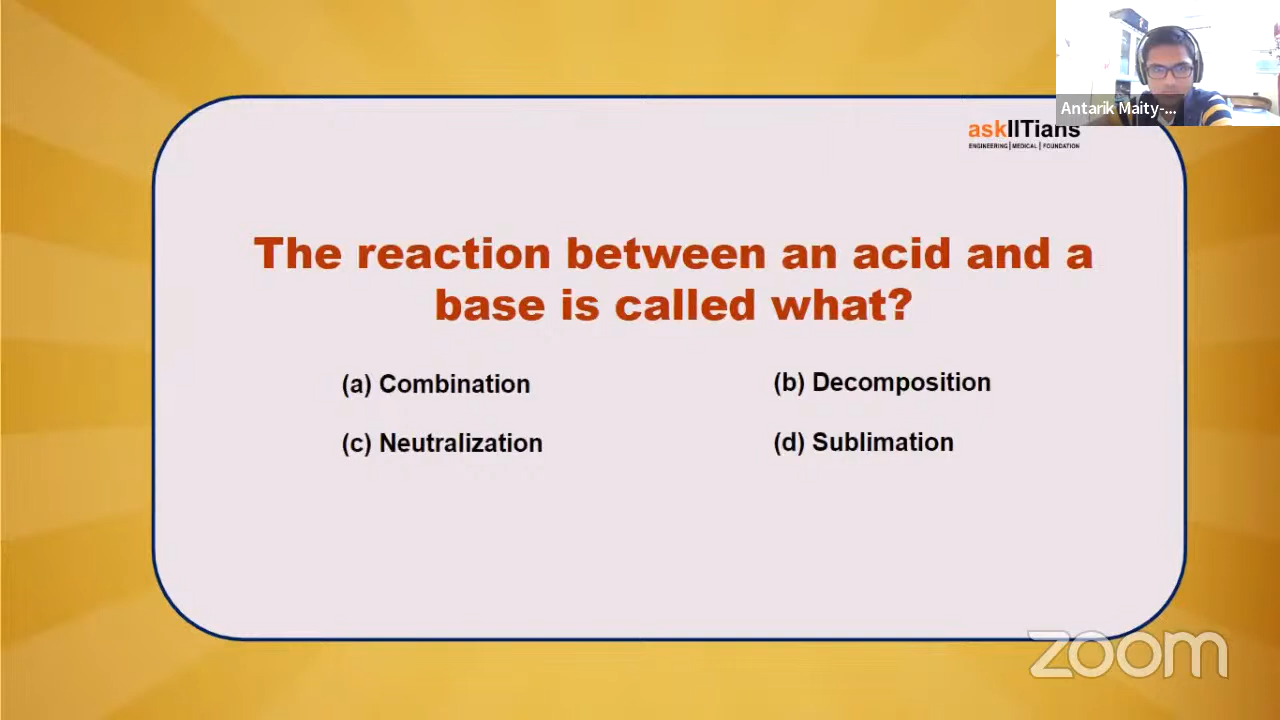 Antarik Maity-...
askIITians
ENGINEERING | MEDICAL | FOUNDATION
The reaction between an acid and a
base is called what?
(a) Combination
(b) Decomposition
(c) Neutralization
(d) Sublimation
zoom